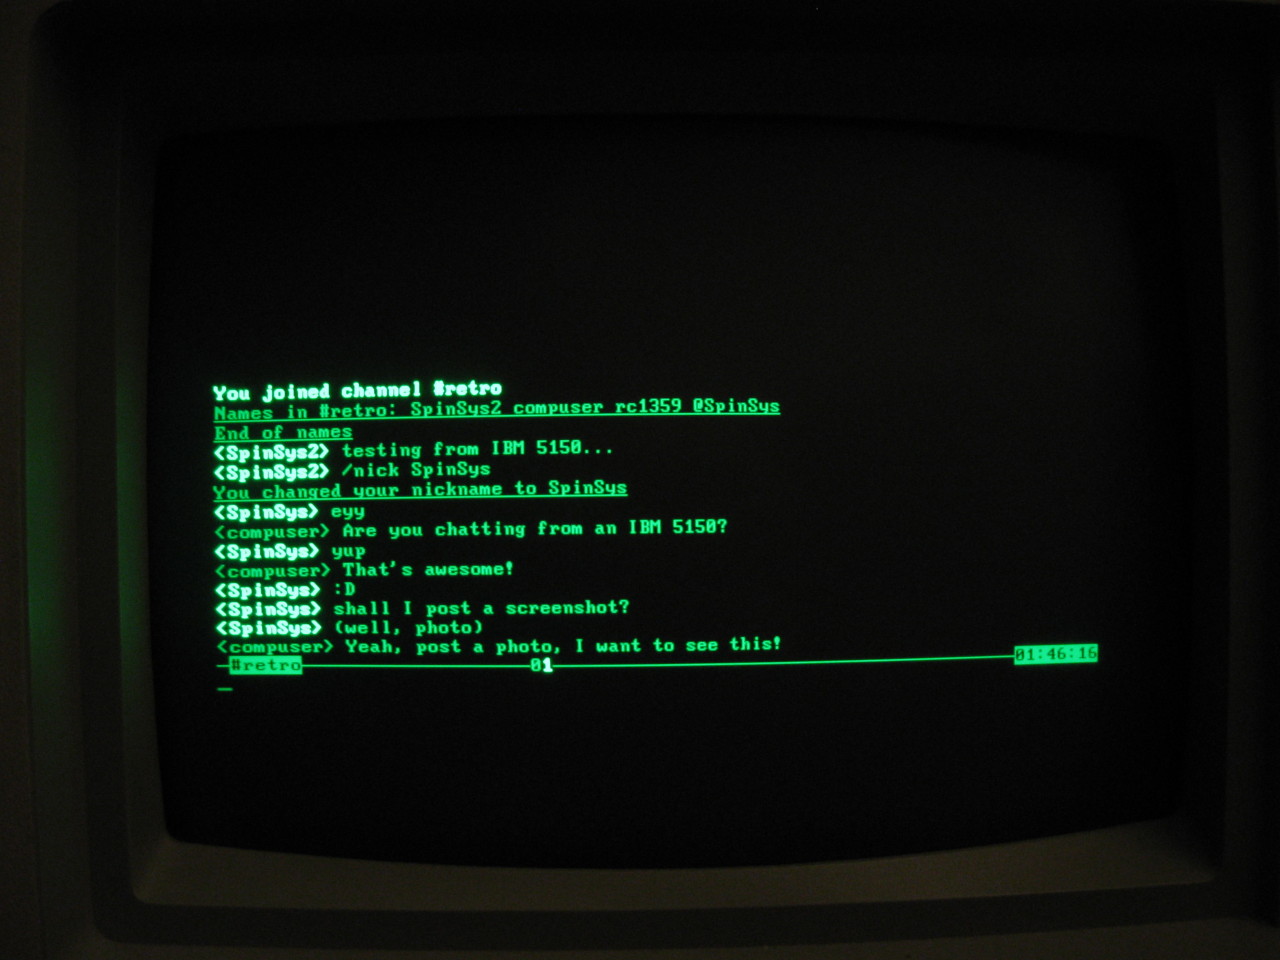 You joined channel #retro
Names in #retro: SpinSys2 compuser rc1359 @SpinSys
End of names
<SpinSys2> testing from IBM 5150...
<SpinSys2> /nick SpinSys
You changed your nickname to SpinSys
<SpinSys> eyy
<compuser> Are you chatting from an IBM 5150?
<SpinSys> yup
<compuser> That's awesome!
<SpinSys> :D
<SpinSys> shall I post a screenshot?
<SpinSys> (well, photo)
<compuser> Yeah, post a photo, I want to see this!
#retro 01 01:46:16